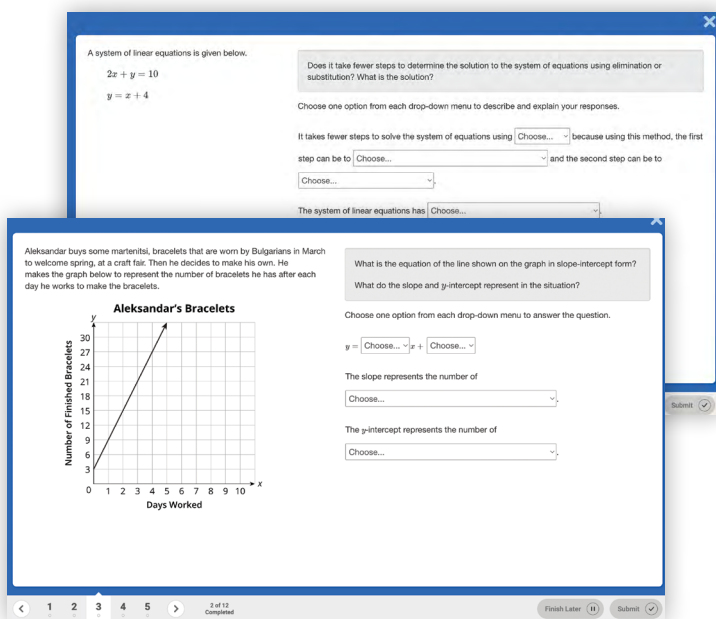 A system of linear equations is given below.
2x + y = 10
y = x + 4
Does it take fewer steps to determine the solution to the system of equations using elimination or
substitution? What is the solution?
Choose one option from each drop-down menu to describe and explain your responses.
It takes fewer steps to solve the system of equations using Choose... because using this method, the first
step can be to Choose... and the second step can be to
Choose... .
The system of linear equations has Choose... .
Submit
Aleksandar buys some martenitsi, bracelets that are worn by Bulgarians in March
to welcome spring, at a craft fair. Then he decides to make his own. He
makes the graph below to represent the number of bracelets he has after each
day he works to make the bracelets.
Aleksandar's Bracelets
y
30
27
24
21
18
15
12
9
6
3
Number of Finished Bracelets
0 1 2 3 4 5 6 7 8 9 10 x
Days Worked
What is the equation of the line shown on the graph in slope-intercept form?
What do the slope and y-intercept represent in the situation?
Choose one option from each drop-down menu to answer the question.
y = Choose... x + Choose...
The slope represents the number of
Choose... .
The y-intercept represents the number of
Choose... .
1 2 3 4 5
2 of 12
Completed
Finish Later
Submit